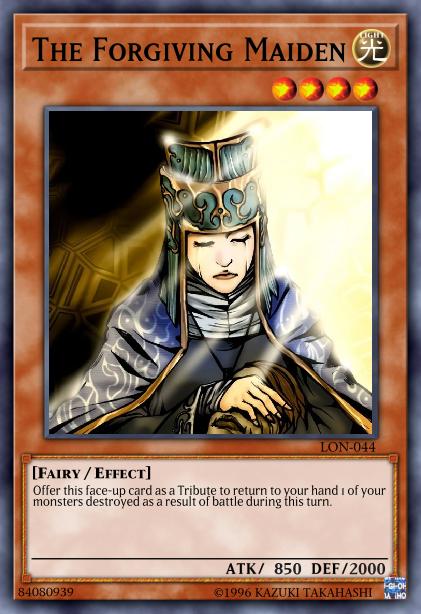 The Forgiving Maiden
LIGHT
光
LON-044
[Fairy / Effect]
Offer this face-up card as a Tribute to return to your hand 1 of your
monsters destroyed as a result of battle during this turn.
ATK/ 850 DEF/2000
84080939
©1996 KAZUKI TAKAHASHI